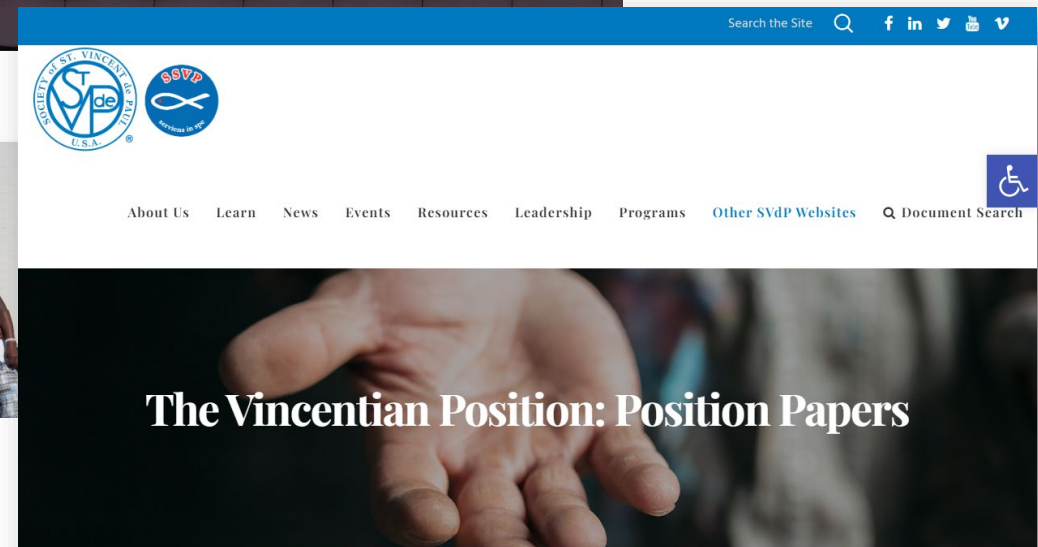 Search the Site
SOCIETY of ST. VINCENT de PAUL
STVdeP
U.S.A.
®
SSVP
serviens in spe
About Us Learn News Events Resources Leadership Programs Other SVdP Websites Document Search
The Vincentian Position: Position Papers